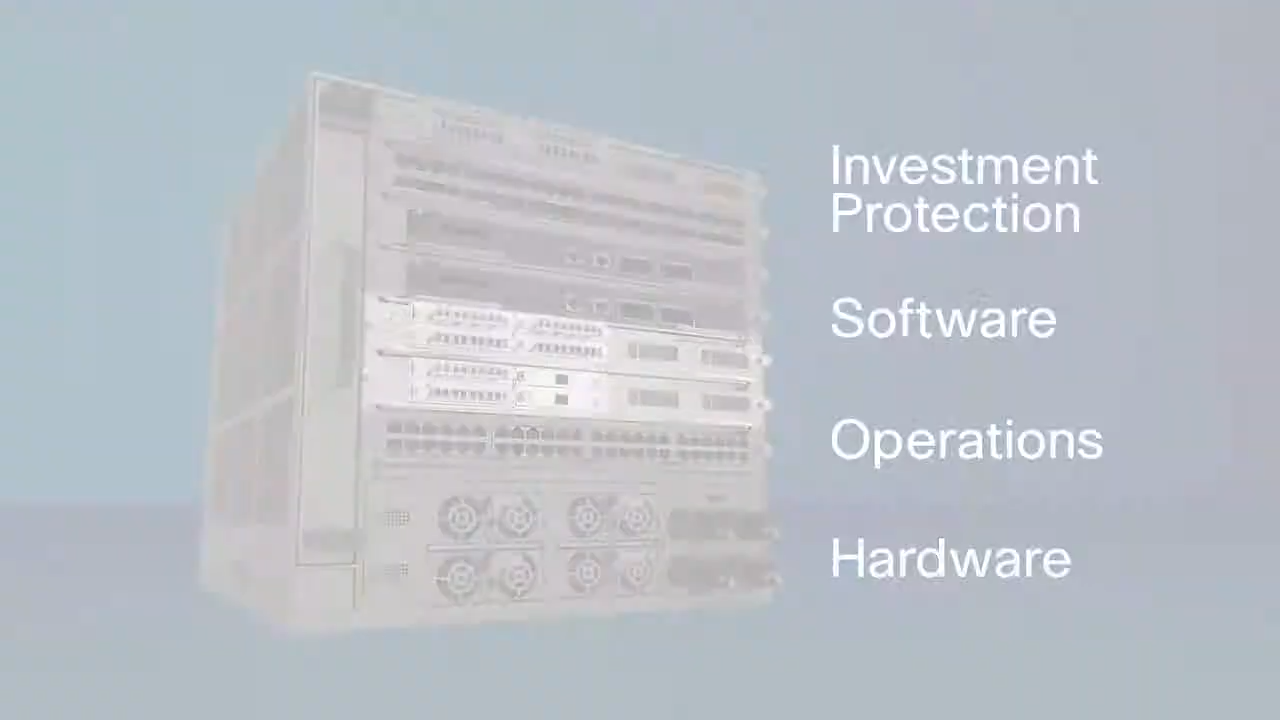 Investment
Protection
Software
Operations
Hardware